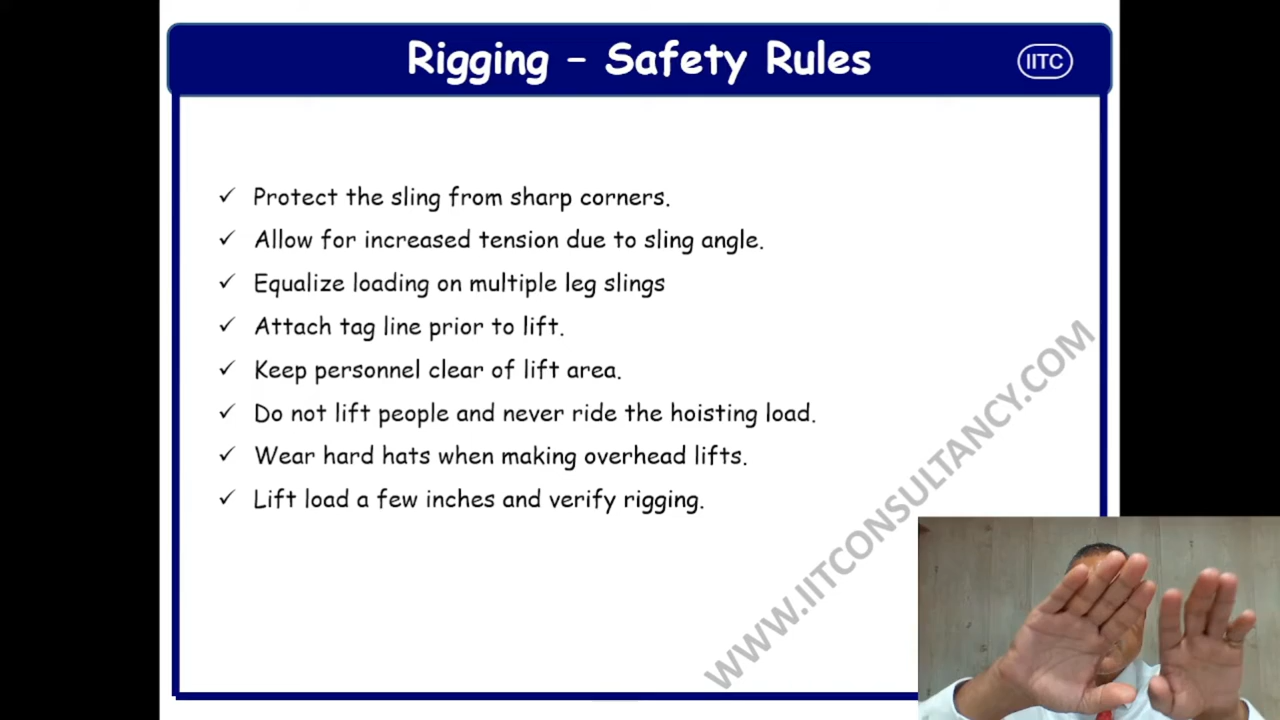 Rigging – Safety Rules
IITC
✓ Protect the sling from sharp corners.
✓ Allow for increased tension due to sling angle.
✓ Equalize loading on multiple leg slings
✓ Attach tag line prior to lift.
✓ Keep personnel clear of lift area.
✓ Do not lift people and never ride the hoisting load.
✓ Wear hard hats when making overhead lifts.
✓ Lift load a few inches and verify rigging.
WWW.IITCONSULTANCY.COM